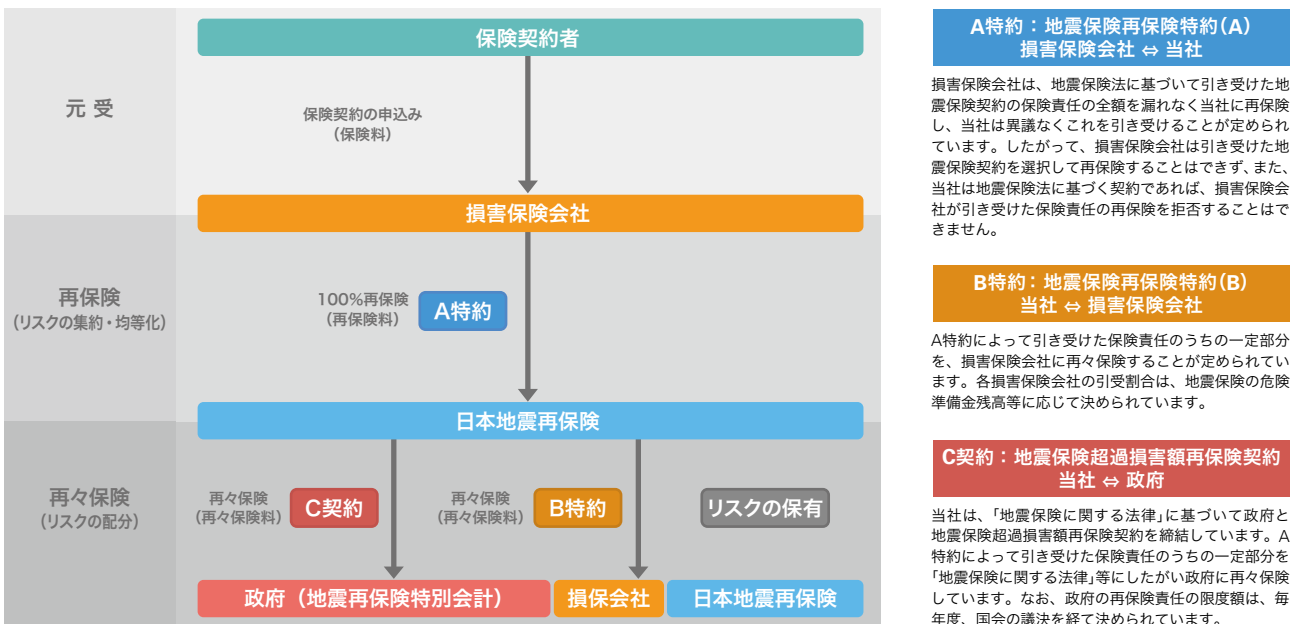 保険契約者
元 受
保険契約の申込み
（保険料）
損害保険会社
再保険
（リスクの集約・均等化）
100%再保険
（再保険料）
A特約
日本地震再保険
再々保険
（リスクの配分）
再々保険
（再々保険料）
C契約
再々保険
（再々保険料）
B特約
リスクの保有
政府（地震再保険特別会計）
損保会社
日本地震再保険
A特約：地震保険再保険特約（A）
損害保険会社 ⇔ 当社
損害保険会社は、地震保険法に基づいて引き受けた地
震保険契約の保険責任の全額を漏れなく当社に再保険
し、当社は異議なくこれを引き受けることが定められ
ています。したがって、損害保険会社は引き受けた地
震保険契約を選択して再保険することはできず、また、
当社は地震保険法に基づく契約であれば、損害保険会
社が引き受けた保険責任の再保険を拒否することはで
きません。
B特約：地震保険再保険特約（B）
当社 ⇔ 損害保険会社
A特約によって引き受けた保険責任のうちの一定部分
を、損害保険会社に再々保険することが定められてい
ます。各損害保険会社の引受割合は、地震保険の危険
準備金残高等に応じて決められています。
C契約：地震保険超過損害額再保険契約
当社 ⇔ 政府
当社は、「地震保険に関する法律」に基づいて政府と
地震保険超過損害額再保険契約を締結しています。A
特約によって引き受けた保険責任のうちの一定部分を
「地震保険に関する法律」等にしたがい政府に再々保険
しています。なお、政府の再保険責任の限度額は、毎
年度、国会の議決を経て決められています。